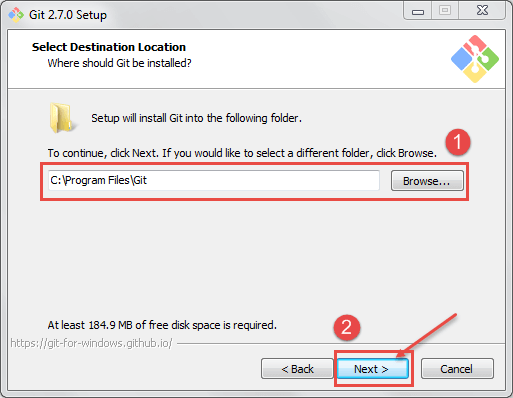 Git 2.7.0 Setup
Select Destination Location
Where should Git be installed?
Setup will install Git into the following folder.
1
To continue, click Next. If you would like to select a different folder, click Browse.
C:\Program Files\Git
Browse...
At least 184.9 MB of free disk space is required.
2
https://git-for-windows.github.io/
< Back
Next >
Cancel